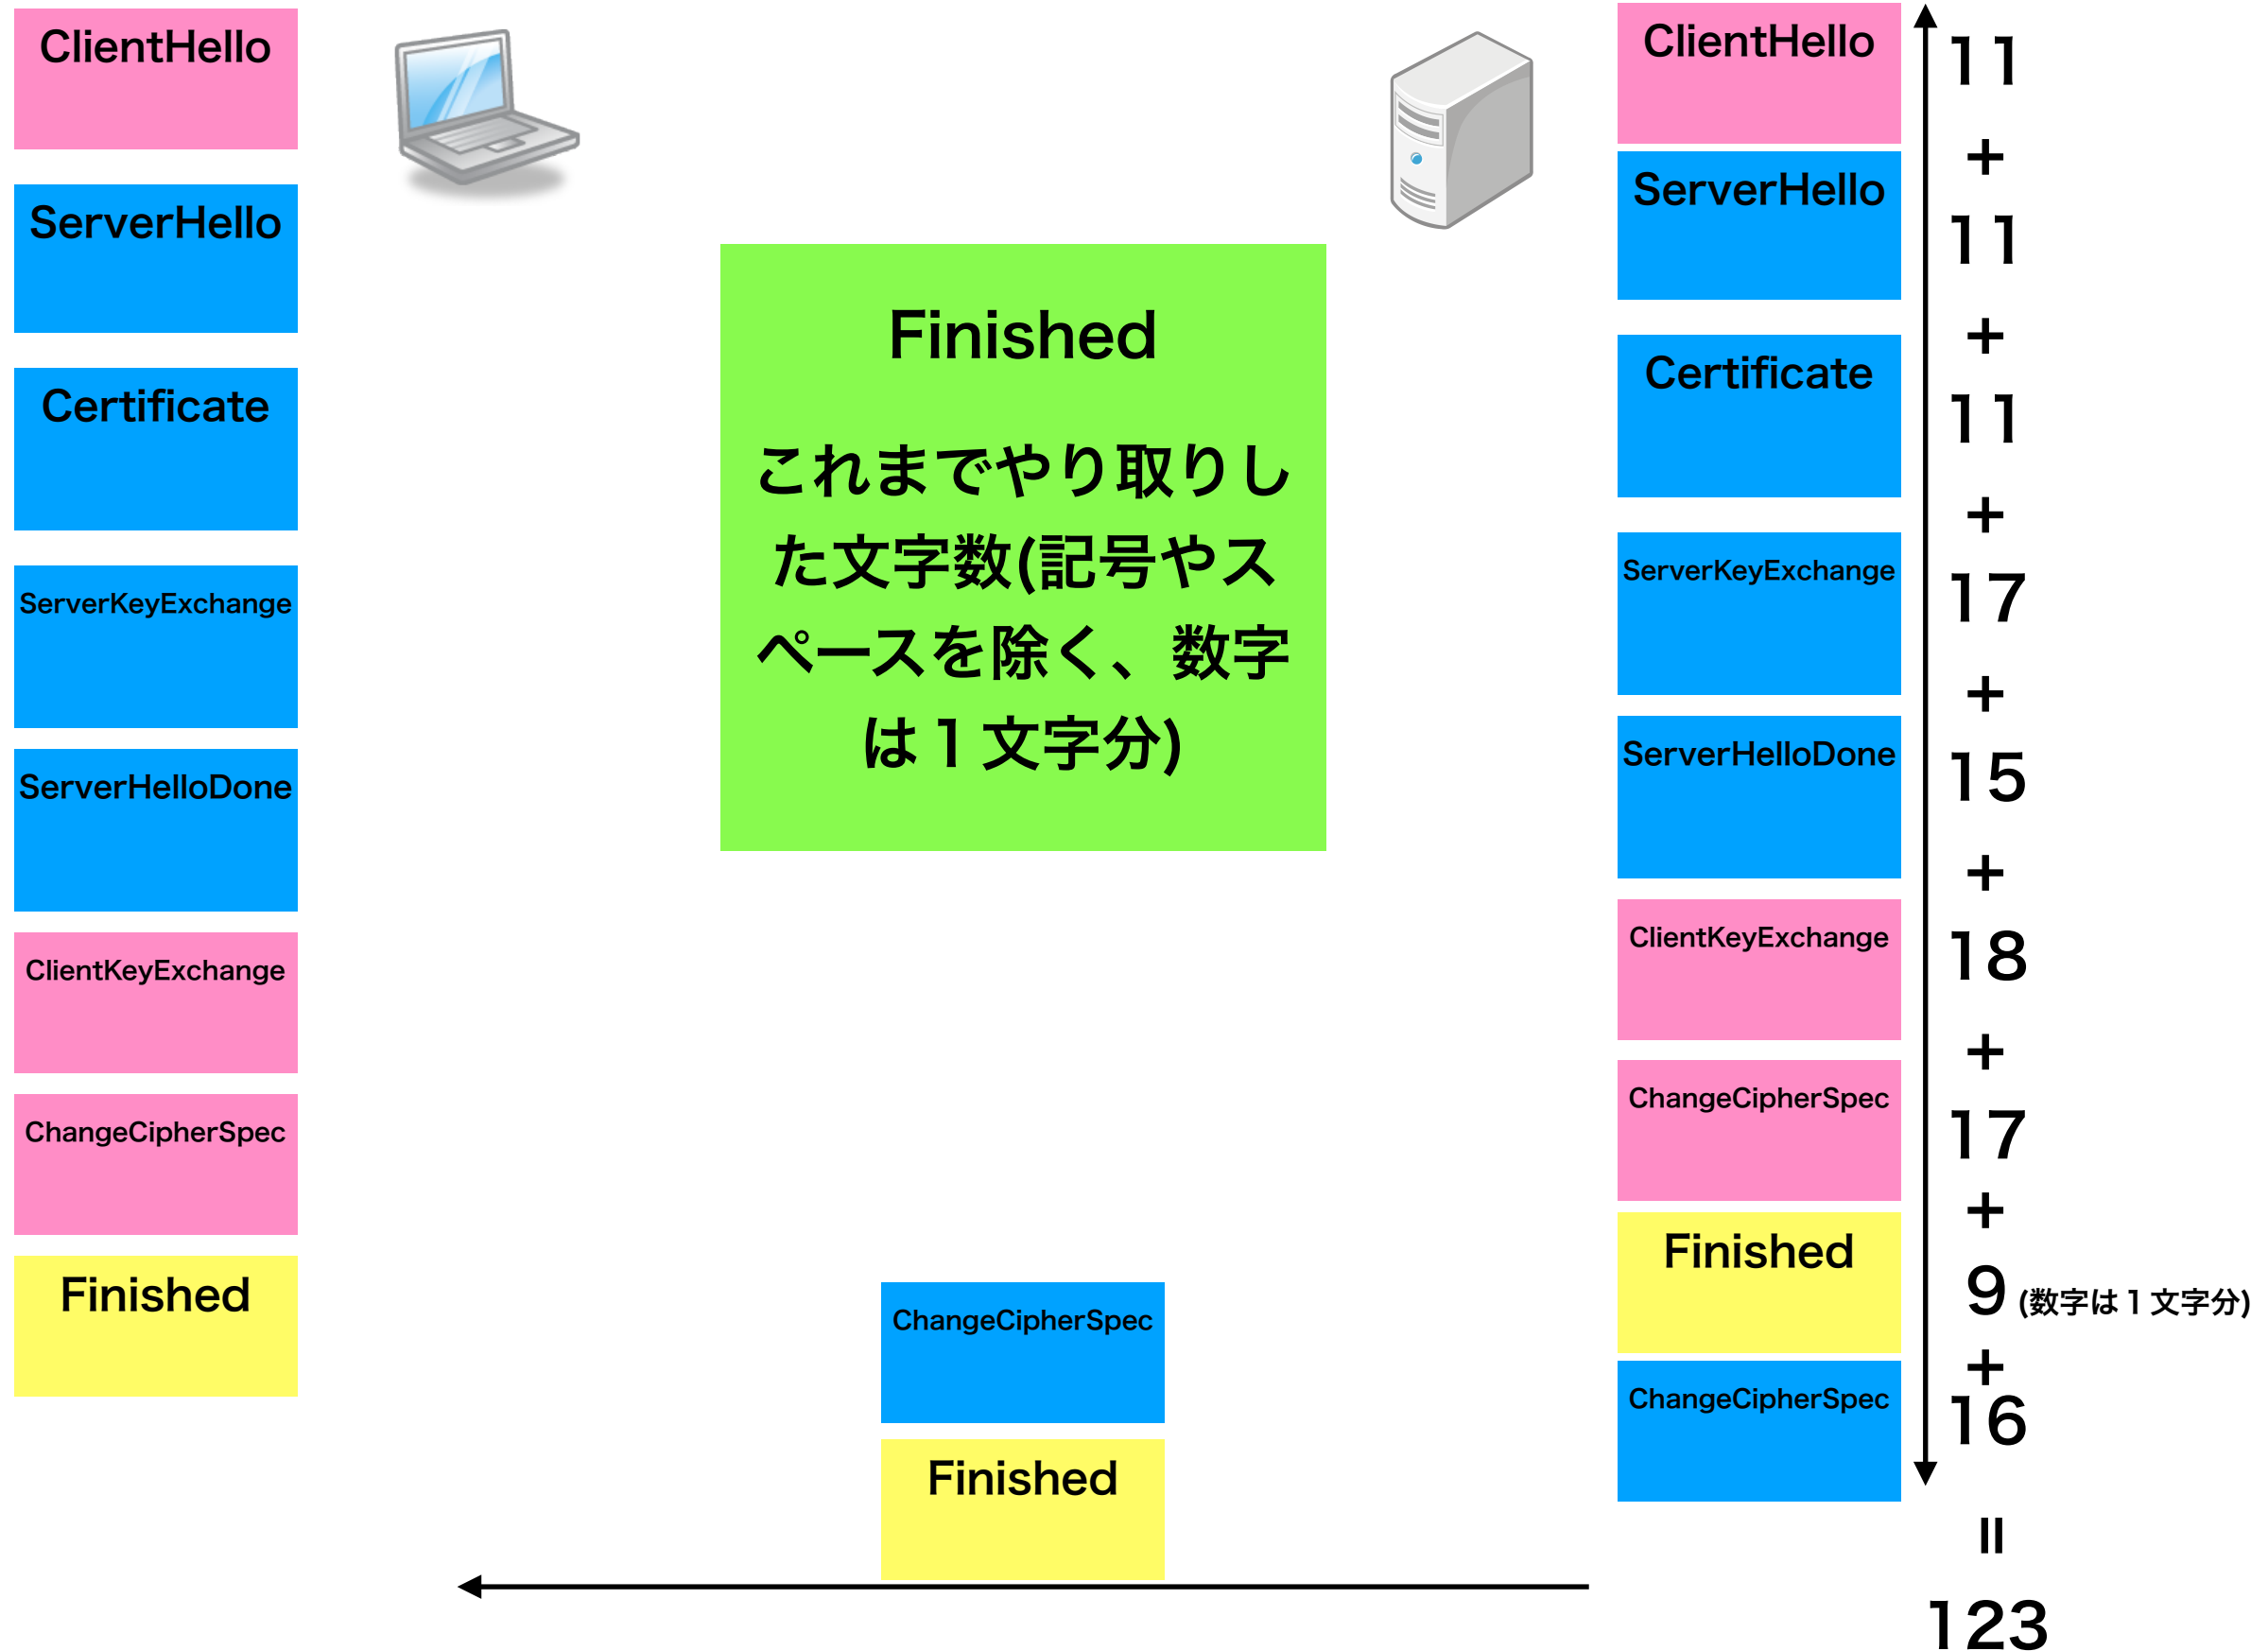 ClientHello
ServerHello
Certificate
ServerKeyExchange
ServerHelloDone
ClientKeyExchange
ChangeCipherSpec
Finished
Finished
これまでやり取りし
た文字数(記号やス
ペースを除く、数字
は１文字分)
ChangeCipherSpec
Finished
ClientHello
ServerHello
Certificate
ServerKeyExchange
ServerHelloDone
ClientKeyExchange
ChangeCipherSpec
Finished
ChangeCipherSpec
11
+
11
+
11
+
17
+
15
+
18
+
17
+
9 (数字は１文字分)
+
16
=
123